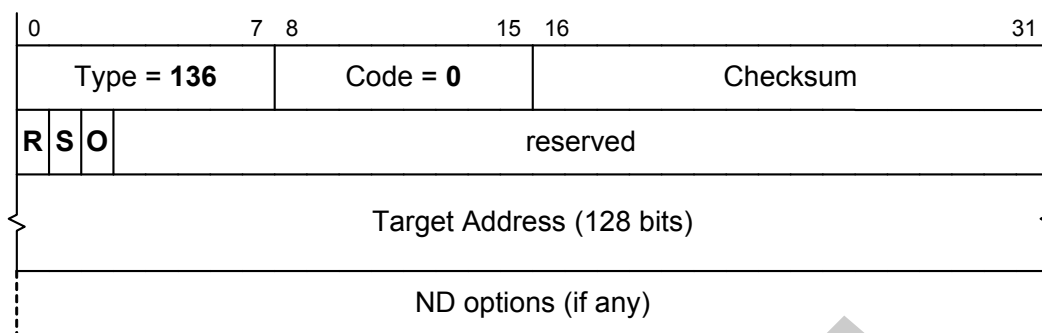 0 7 8 15 16 31
Type = 136 Code = 0 Checksum
R S O reserved
Target Address (128 bits)
ND options (if any)